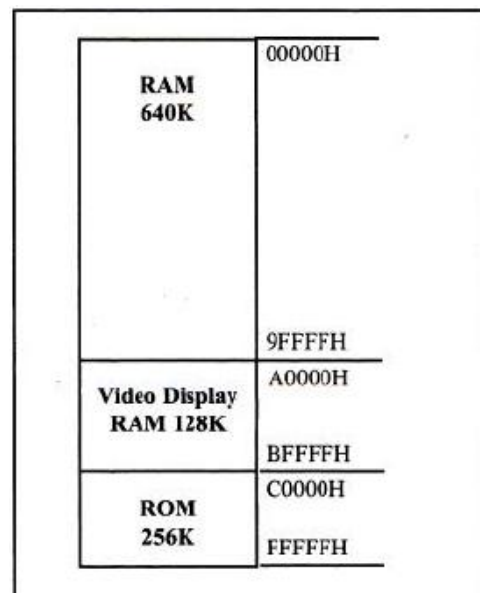 00000H
RAM
640K
9FFFFH
A0000H
Video Display
RAM 128K
BFFFFH
C0000H
ROM
256K
FFFFFH